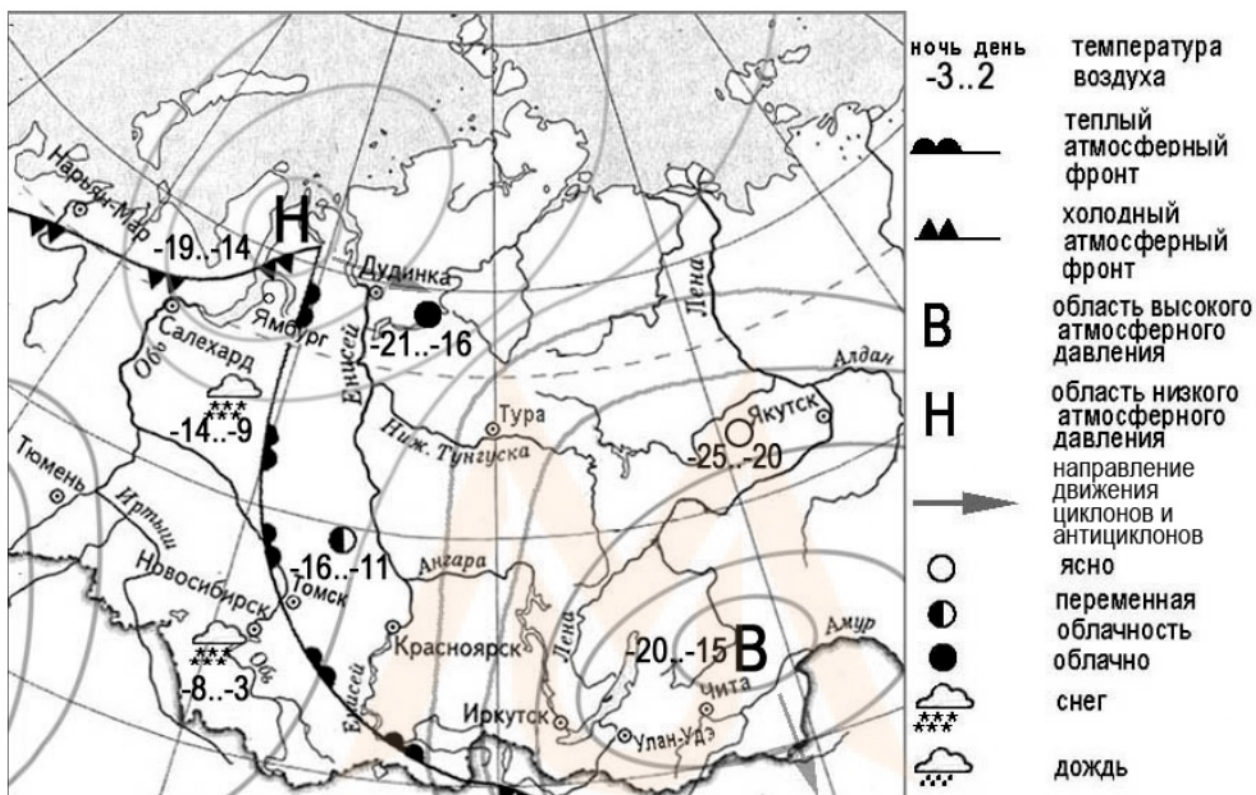 Нарьян-Мар
Н
-19..-14
Дудинка
Ямбург
Салехард
Обь
Енисей
-21..-16
Лена
Алдан
-14..-9
Тура
Ниж. Тунгуска
Якутск
-25..-20
Тюмень
Иртыш
Новосибирск
-16..-11
Томск
Ангара
Красноярск
Лена
-20..-15
В
Амур
Обь
-8..-3
Енисей
Иркутск
Улан-Удэ
Чита
ночь день
-3..2
температура
воздуха
теплый
атмосферный
фронт
холодный
атмосферный
фронт
В
область высокого
атмосферного
давления
Н
область низкого
атмосферного
давления
направление
движения
циклонов и
антициклонов
ясно
переменная
облачность
облачно
снег
дождь